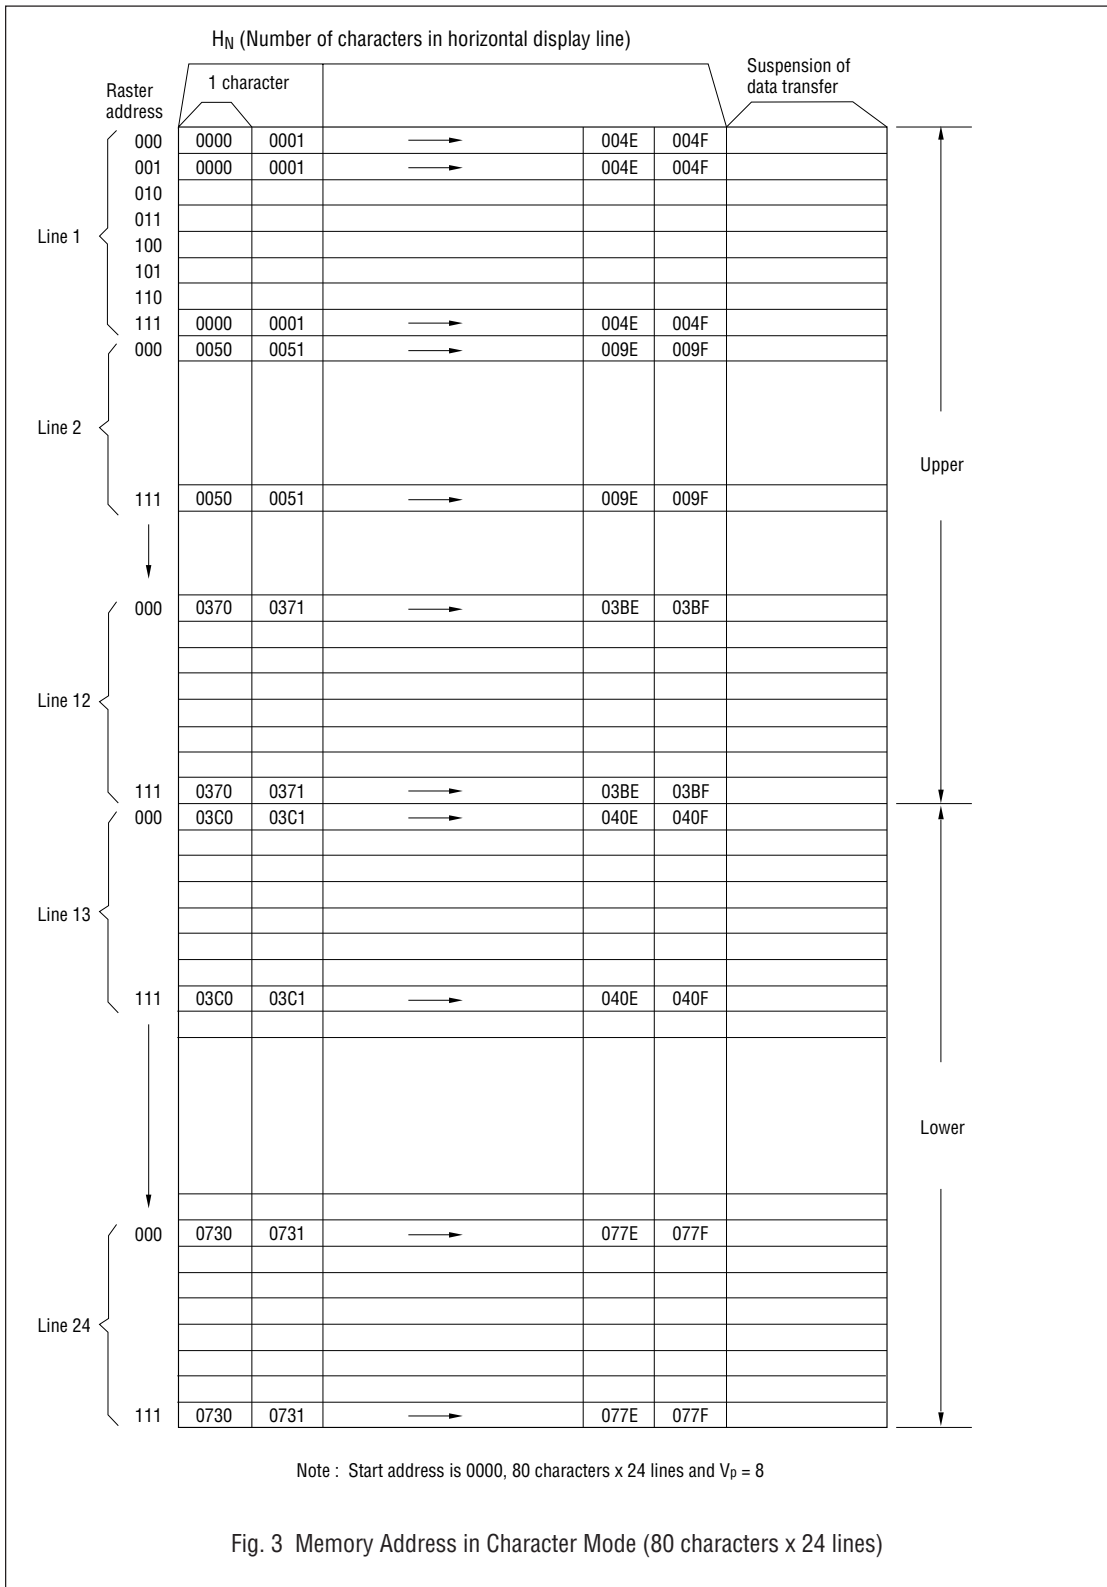 H_N (Number of characters in horizontal display line)
1 character
Suspension of
data transfer
Raster
address
000 0000 0001 → 004E 004F
001 0000 0001 → 004E 004F
010
011
Line 1
100
101
110
111 0000 0001 → 004E 004F
000 0050 0051 → 009E 009F
Line 2
Upper
111 0050 0051 → 009E 009F
000 0370 0371 → 03BE 03BF
Line 12
111 0370 0371 → 03BE 03BF
000 03C0 03C1 → 040E 040F
Line 13
111 03C0 03C1 → 040E 040F
Lower
000 0730 0731 → 077E 077F
Line 24
111 0730 0731 → 077E 077F
Note : Start address is 0000, 80 characters x 24 lines and Vp = 8
Fig. 3 Memory Address in Character Mode (80 characters x 24 lines)